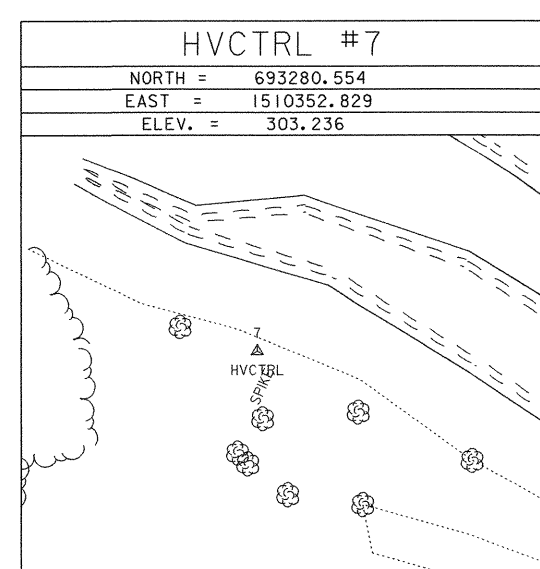 HVCTRL #7
NORTH = 693280.554
EAST = 1510352.829
ELEV. = 303.236
7
HVCTRL
SPIKE